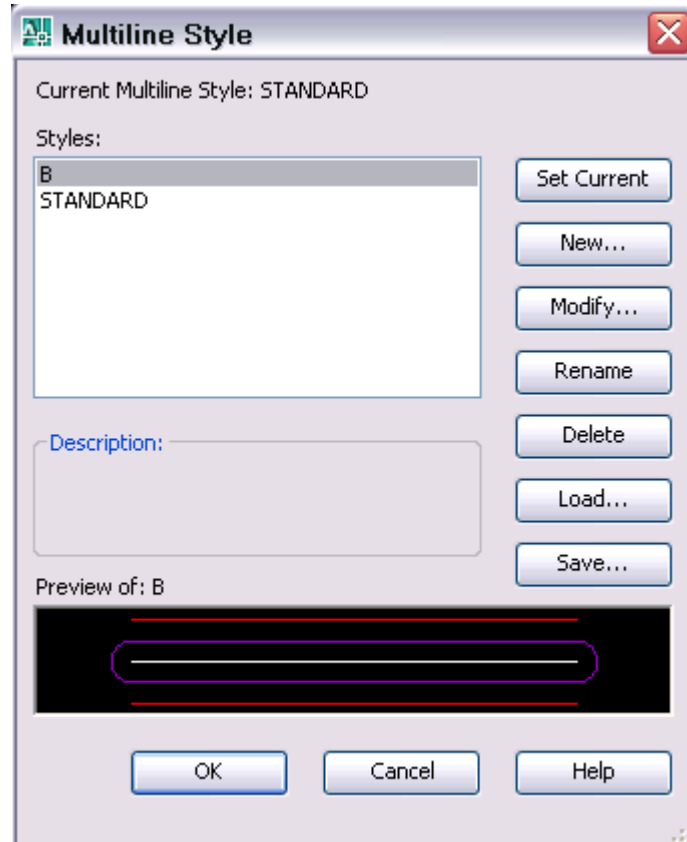 Multiline Style
Current Multiline Style: STANDARD
Styles:
B
STANDARD
Set Current
New...
Modify...
Rename
Delete
Load...
Save...
Description:
Preview of: B
OK
Cancel
Help